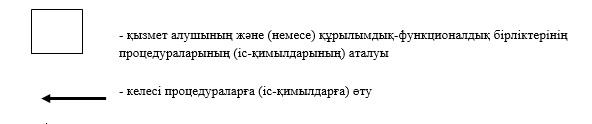 - қызмет алушының және (немесе) құрылымдық-функционалдық бірліктерінің
процедураларының (іс-қимылдарының) аталуы
- келесі процедураларға (іс-қимылдарға) өту